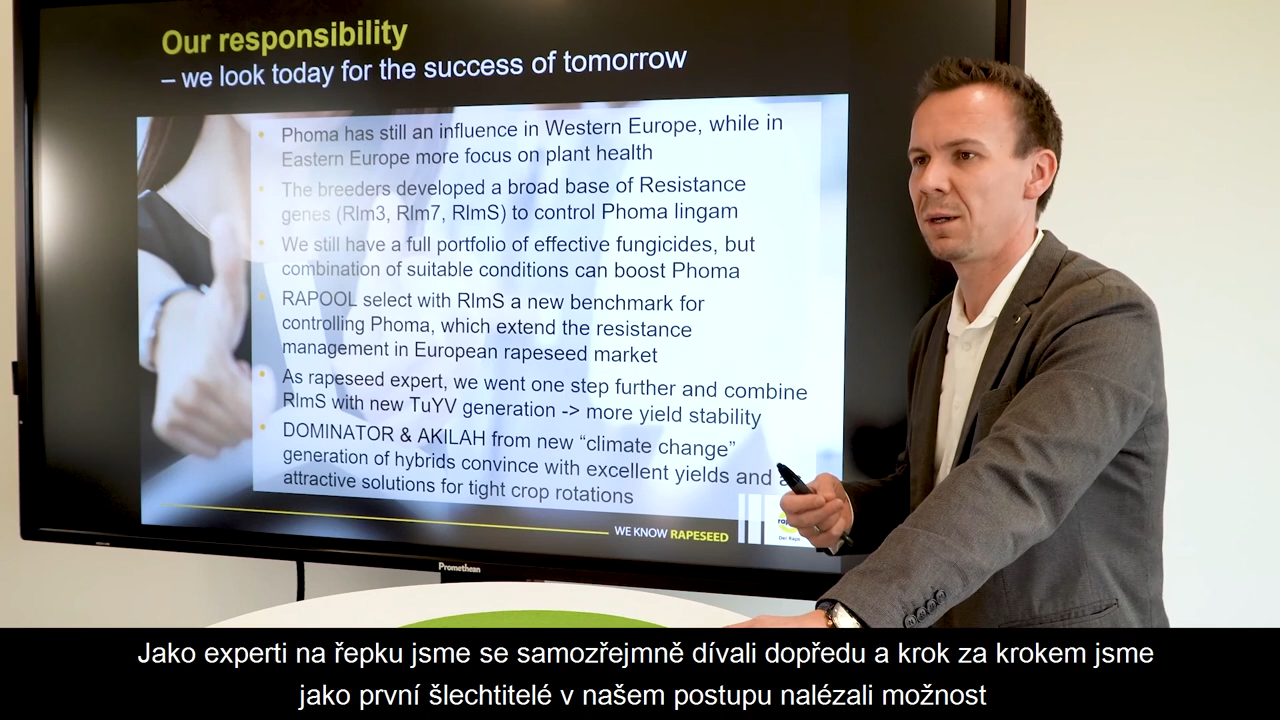 Our responsibility
– we look today for the success of tomorrow
• Phoma has still an influence in Western Europe, while in
Eastern Europe more focus on plant health
• The breeders developed a broad base of Resistance
genes (Rlm3, Rlm7, RlmS) to control Phoma lingam
• We still have a full portfolio of effective fungicides, but
combination of suitable conditions can boost Phoma
• RAPOOL select with RlmS a new benchmark for
controlling Phoma, which extend the resistance
management in European rapeseed market
• As rapeseed expert, we went one step further and combine
RlmS with new TuYV generation -> more yield stability
• DOMINATOR & AKILAH from new “climate change”
generation of hybrids convince with excellent yields and
attractive solutions for tight crop rotations
WE KNOW RAPESEED
Der Raps
Promethean
Jako experti na řepku jsme se samozřejmně dívali dopředu a krok za krokem jsme
jako první šlechtitelé v našem postupu nalézali možnost